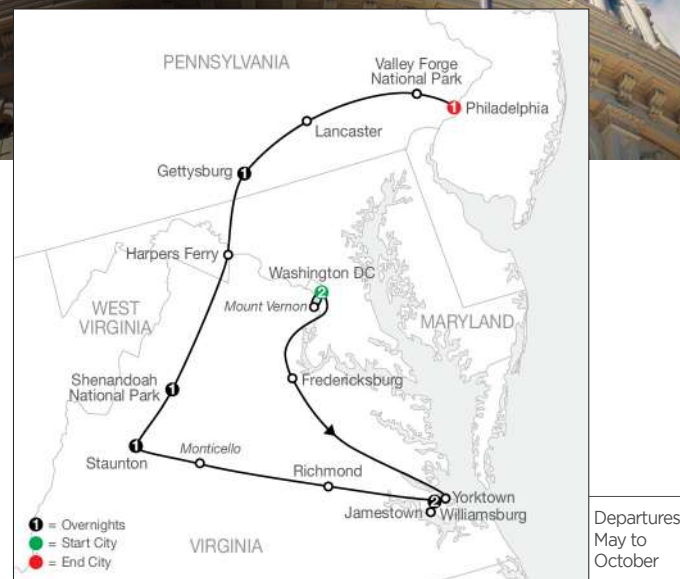 PENNSYLVANIA
Valley Forge
National Park
1 Philadelphia
Lancaster
Gettysburg 1
Harpers Ferry
Washington DC
2
Mount Vernon
WEST
VIRGINIA
MARYLAND
Shenandoah
National Park
1
Fredericksburg
1
Staunton
Monticello
Richmond
2
Yorktown
Jamestown
Williamsburg
VIRGINIA
1 = Overnights
= Start City
= End City
Departures
May to
October